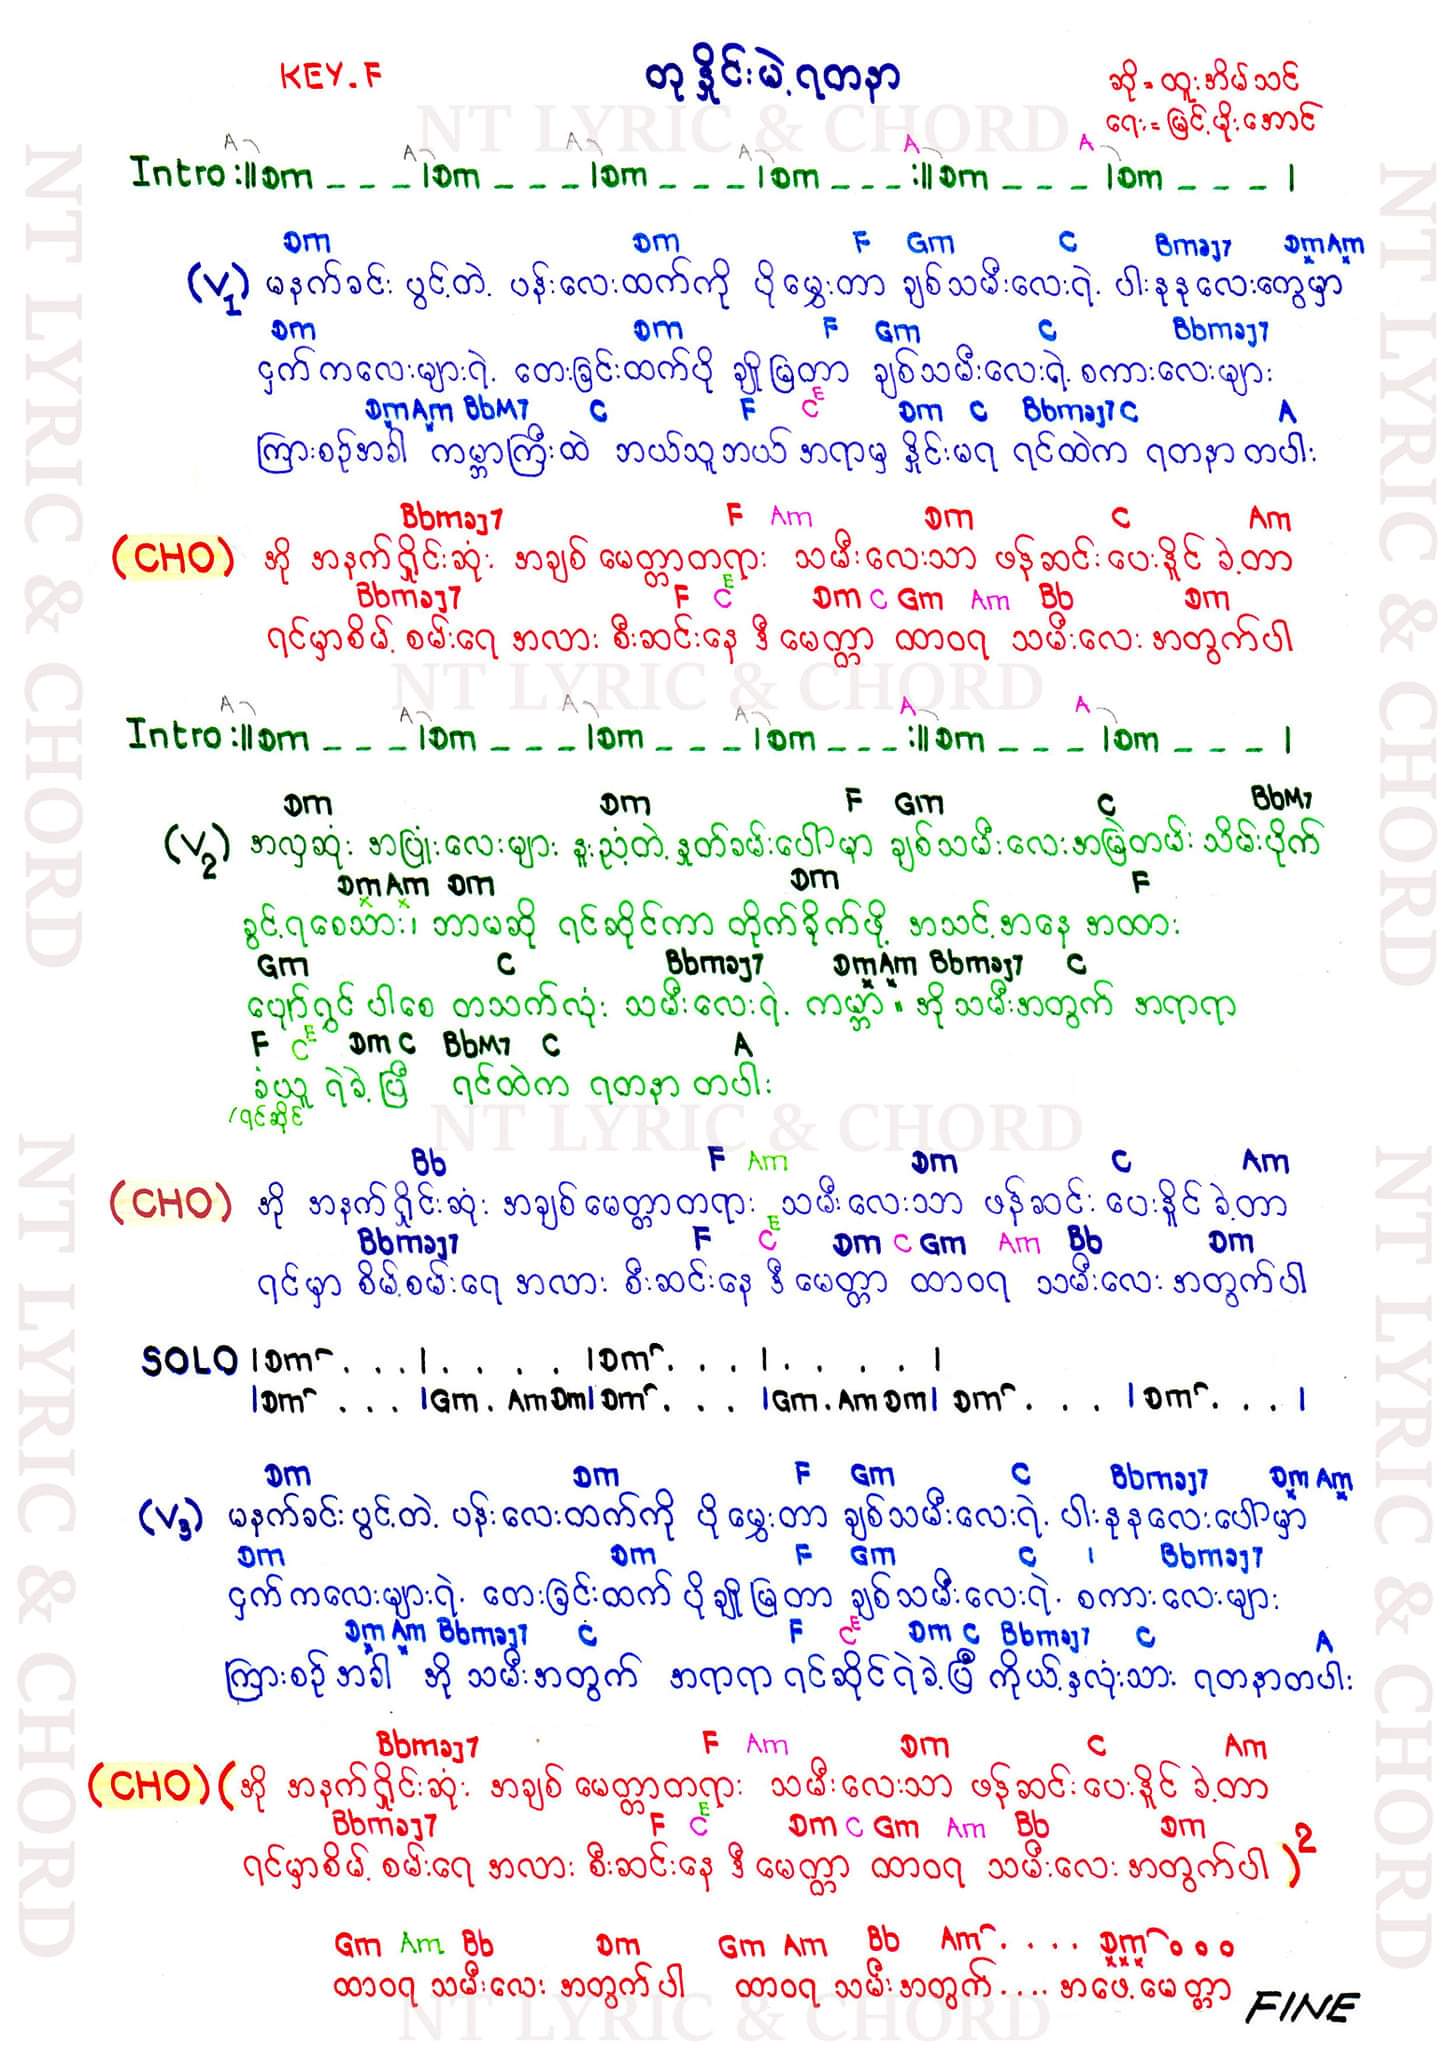 KEY.F
တုနှိုင်းမဲ့ရတနာ
ဆို = ထူးအိမ်သင်
ရေး = မြင့်မိုးအောင်
NT LYRIC & CHORD
A A A A A A
Intro :||Dm _ _ _ |Dm _ _ _ |Dm _ _ _ |Dm _ _ _ :||Dm _ _ _ |Dm _ _ _ |
Dm Dm F Gm C Bmaj7 Dm Am
(V1) မနက်ခင်း ပွင့်တဲ့ ပန်းလေးထက်ကို ပိုမွှေးတာ ချစ်သမီးလေးရဲ့ ပါးနုနုလေးတွေမှာ
Dm Dm F Gm C Bbmaj7
ငှက်ကလေးများရဲ့ တေးခြင်းထက်ပို ချိုမြတာ ချစ်သမီးလေးရဲ့ စကားလေးများ
Dm Am BbM7 C F C E Dm C Bbmaj7 C A
ကြားစဉ်အခါ ကမ္ဘာကြီးထဲ ဘယ်သူဘယ်အရာမှ နှိုင်းမရ ရင်ထဲက ရတနာတပါး
Bbmaj7 F Am Dm C Am
(CHO) အို အနက်ရှိုင်းဆုံး အချစ် မေတ္တာတရား သမီးလေးသာ ဖန်ဆင်းပေးနိူင် ခဲ့တာ
Bbmaj7 F C E Dm C Gm Am Bb Dm
ရင်မှာစိမ့် စမ်းရေ အလား စီးဆင်းနေ ဒီ မေတ္တာ ထာဝရ သမီးလေး အတွက်ပါ
NT LYRIC & CHORD
A A A A A A
Intro :||Dm _ _ _ |Dm _ _ _ |Dm _ _ _ |Dm _ _ _ :||Dm _ _ _ |Dm _ _ _ |
Dm Dm F Gm C BbM7
(V2) အလှဆုံး အပြုံးလေးများ နူးညံ့တဲ့ နှုတ်ခမ်းပေါ်မှာ ချစ်သမီးလေးအမြဲတမ်း သိမ်းပိုက်
Dm Am Dm Dm F
ခွင့်ရစေသား၊ ဘာမဆို ရင်ဆိုင်ကာ တိုက်ခိုက်ဖို့ အသင့်အနေ အထား
Gm C Bbmaj7 Dm Am Bbmaj7 C
ပျော်ရွှင် ပါစေ တသက်လုံး သမီးလေးရဲ့ ကမ္ဘာ။ အို သမီးအတွက် အရာရာ
F C E Dm C BbM7 C A
ခံယူ ရဲခဲ့ပြီ ရင်ထဲက ရတနာ တပါး
/ရင်ဆိုင်
NT LYRIC & CHORD
Bb F Am Dm C Am
(CHO) အို အနက်ရှိုင်းဆုံး အချစ်မေတ္တာတရား သမီးလေးသာ ဖန်ဆင်း ပေးနိူင် ခဲ့တာ
Bbmaj7 F C E Dm C Gm Am Bb Dm
ရင်မှာ စိမ့်စမ်းရေ အလား စီးဆင်းနေ ဒီ မေတ္တာ ထာဝရ သမီးလေး အတွက်ပါ
SOLO |Dm . . . | . . . . |Dm . . . | . . . . . |
|Dm . . . |Gm . Am Dm|Dm . . . |Gm . Am Dm| Dm . . . |Dm . . . |
Dm Dm F Gm C Bbmaj7 Dm Am
(V3) မနက်ခင်းပွင့်တဲ့ ပန်းလေးထက်ကို ပိုမွှေးတာ ချစ်သမီးလေးရဲ့ ပါးနုနုလေးပေါ်မှာ
Dm Dm F Gm C Bbmaj7
ငှက်ကလေးများရဲ့ တေးခြင်းထက် ပိုချိုမြတာ ချစ်သမီးလေးရဲ့ စကားလေးများ
Dm Am Bbmaj7 C F C E Dm C Bbmaj7 C A
ကြားစဉ်အခါ အို သမီးအတွက် အရာရာ ရင်ဆိုင်ရဲခဲ့ပြီ ကိုယ့်နှလုံးသား ရတနာတပါး
Bbmaj7 F Am Dm C Am
(CHO) (အို အနက်ရှိုင်းဆုံး အချစ် မေတ္တာတရား သမီးလေးသာ ဖန်ဆင်းပေးနိူင် ခဲ့တာ
Bbmaj7 F C E Dm C Gm Am Bb Dm
ရင်မှာစိမ့် စမ်းရေ အလား စီးဆင်းနေ ဒီ မေတ္တာ ထာဝရ သမီးလေး အတွက်ပါ )2
Gm Am Bb Dm Gm Am Bb Am . . . . Dm o o o
ထာဝရ သမီးလေး အတွက်ပါ ထာဝရ သမီးအတွက် .... အဖေ့မေတ္တာ
FINE
NT LYRIC & CHORD
NT LYRIC & CHORD
NT LYRIC & CHORD
NT LYRIC & CHORD
NT LYRIC & CHORD